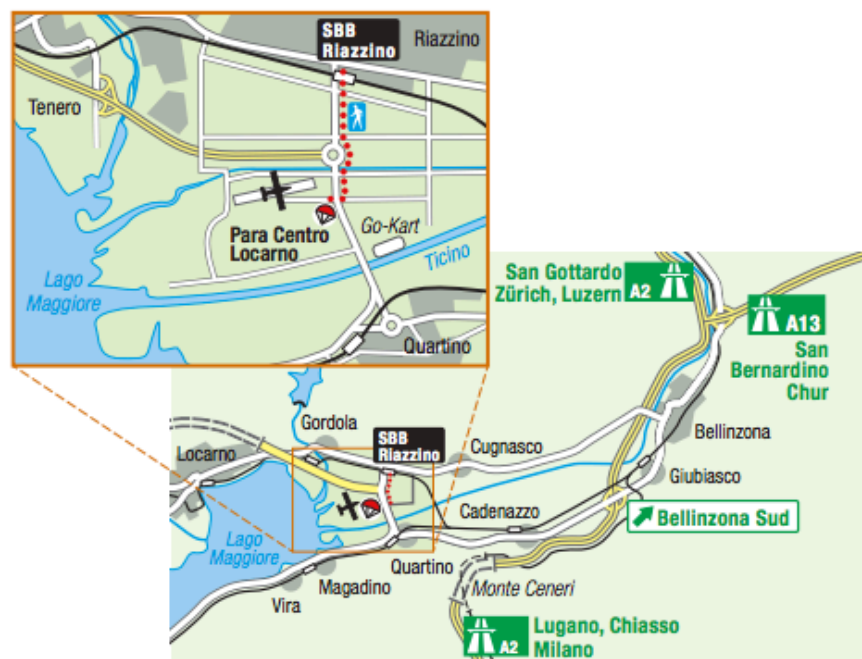 SBB
Riazzino
Riazzino
Tenero
Para Centro
Locarno
Go-Kart
Ticino
Lago
Maggiore
Quartino
San Gottardo
Zürich, Luzern
A2
A13
San
Bernardino
Chur
Gordola
Locarno
SBB
Riazzino
Cugnasco
Bellinzona
Giubiasco
Cadenazzo
Bellinzona Sud
Lago
Maggiore
Quartino
Magadino
Vira
Monte Ceneri
A2
Lugano, Chiasso
Milano